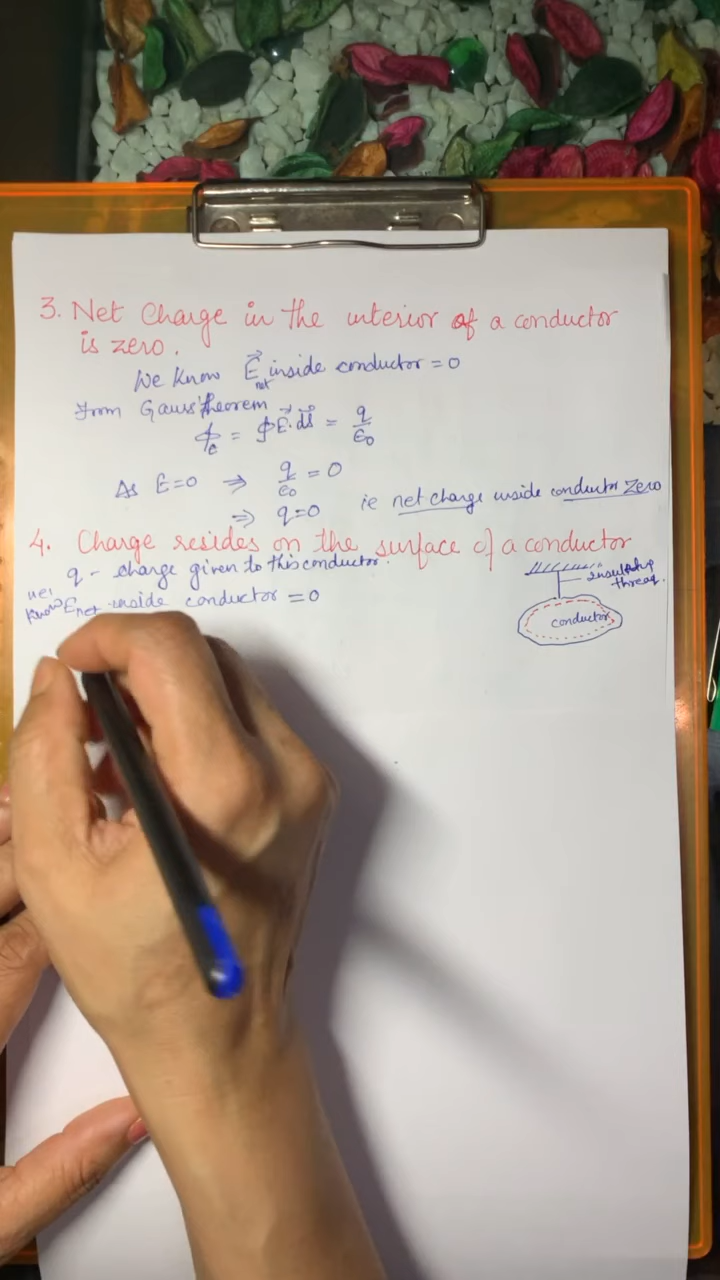 3. Net Charge in the interior of a conductor
is zero.
We know E⃗net inside conductor = 0
From Gauss' theorem
ϕE = ∮E⃗.ds⃗ = q/ε0
As E=0 ⇒ q/ε0 = 0
⇒ q=0 ie net charge inside conductor zero
4. Charge resides on the surface of a conductor
q - charge given to this conductor.
we know Enet inside conductor = 0
insulating
thread.
conductor